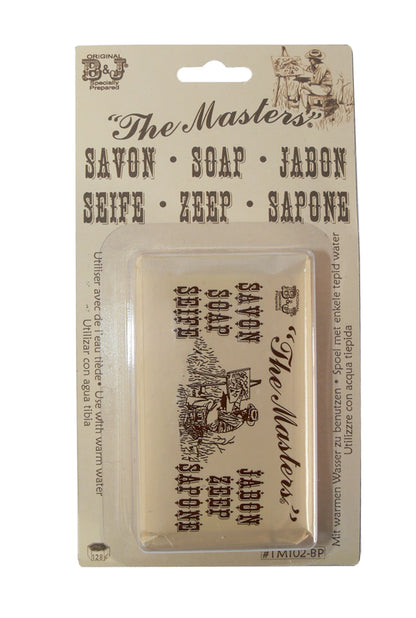 ORIGINAL
B&J
Specially
Prepared
"The Masters"®
SAVON • SOAP • JABON
SEIFE • ZEEP • SAPONE
Utiliser avec de l'eau tiède • Use with warm water
Utilizar con agua tibia
B&J
"The Masters"
SAVON
SOAP
SEIFE
JABON
ZEEP
SAPONE
Mit warmen Wasser zu benutzen • Spoel met enkele tepid water
Utilizzre con acqua tiepida
#TM102-BP